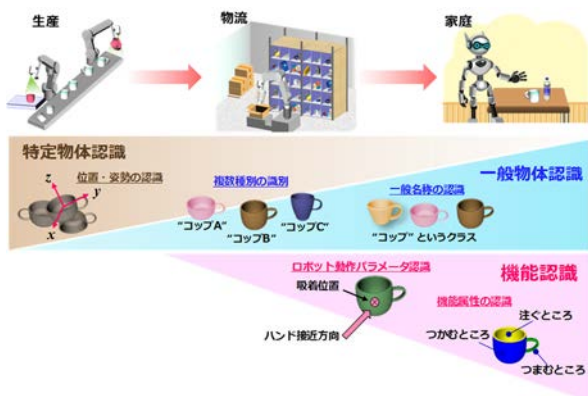 生産
物流
家庭
特定物体認識
一般物体認識
位置・姿勢の認識
複数種別の識別
一般名称の認識
z
y
x
“コップA”
“コップB”
“コップC”
“コップ” というクラス
機能認識
ロボット動作パラメータ認識
吸着位置
ハンド接近方向
機能属性の認識
注ぐところ
つかむところ
つまむところ